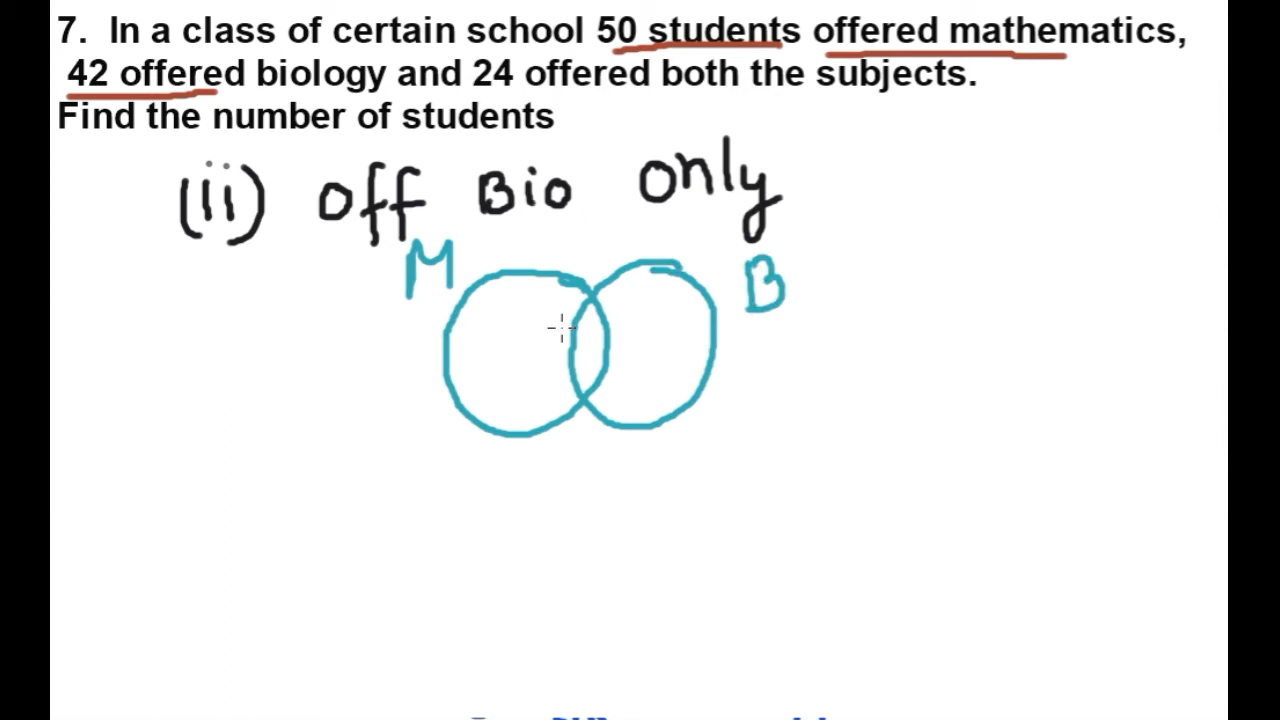 7. In a class of certain school 50 students offered mathematics,
42 offered biology and 24 offered both the subjects.
Find the number of students
(ii) off Bio only
M
B